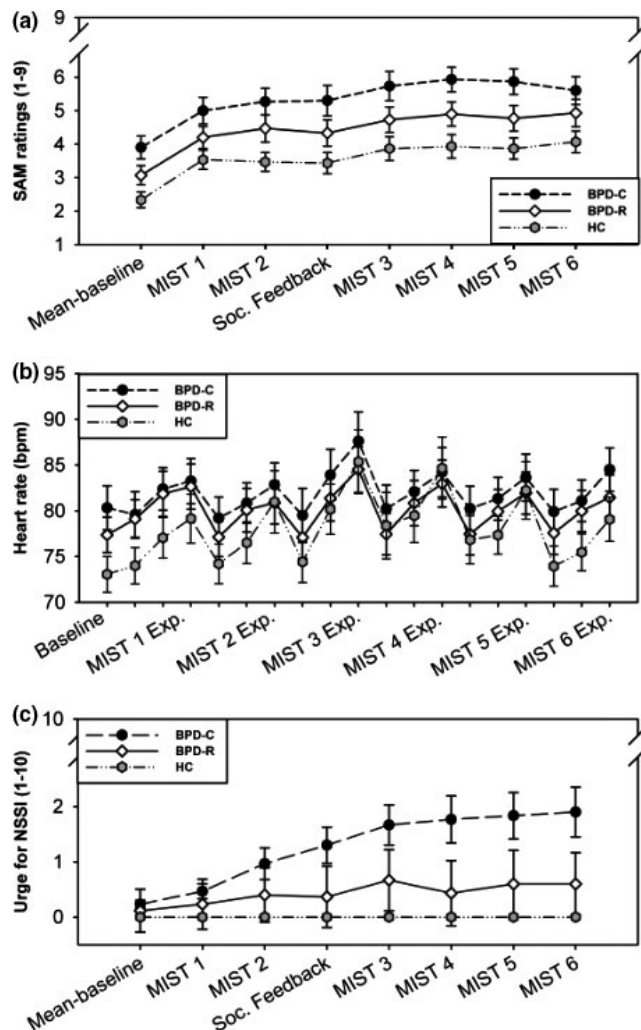 (a)
9
6
5
4
3
2
1
SAM ratings (1-9)
BPD-C
BPD-R
HC
Mean-baseline
MIST 1
MIST 2
Soc. Feedback
MIST 3
MIST 4
MIST 5
MIST 6
(b)
95
90
85
80
75
70
Heart rate (bpm)
BPD-C
BPD-R
HC
Baseline
MIST 1 Exp.
MIST 2 Exp.
MIST 3 Exp.
MIST 4 Exp.
MIST 5 Exp.
MIST 6 Exp.
(c)
10
2
1
0
Urge for NSSI (1-10)
BPD-C
BPD-R
HC
Mean-baseline
MIST 1
MIST 2
Soc. Feedback
MIST 3
MIST 4
MIST 5
MIST 6